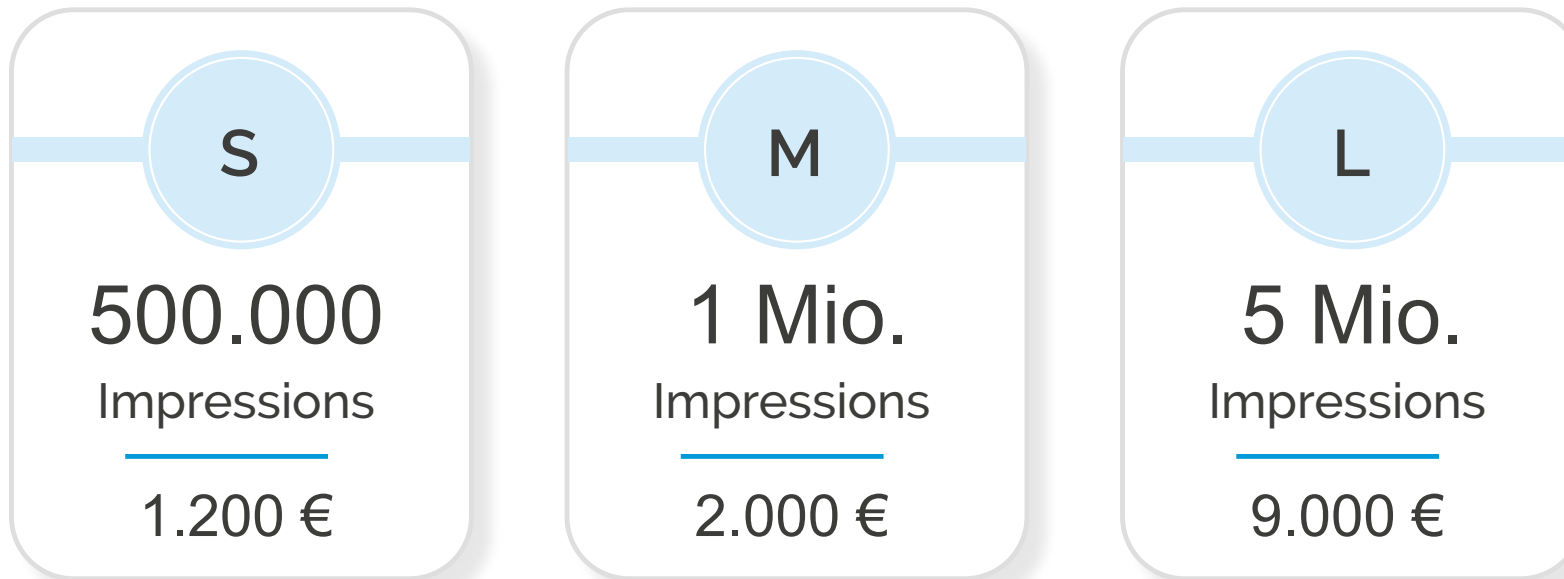 S
500.000
Impressions
1.200 €
M
1 Mio.
Impressions
2.000 €
L
5 Mio.
Impressions
9.000 €